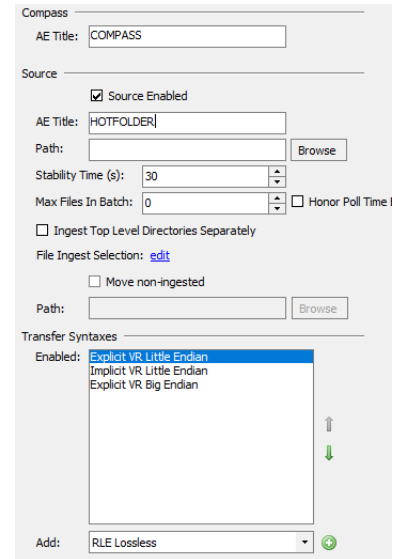 Compass
AE Title: COMPASS
Source
Source Enabled
AE Title: HOTFOLDER
Path: Browse
Stability Time (s): 30
Max Files In Batch: 0 Honor Poll Time
Ingest Top Level Directories Separately
File Ingest Selection: edit
Move non-ingested
Path: Browse
Transfer Syntaxes
Enabled: Explicit VR Little Endian
Implicit VR Little Endian
Explicit VR Big Endian
Add: RLE Lossless